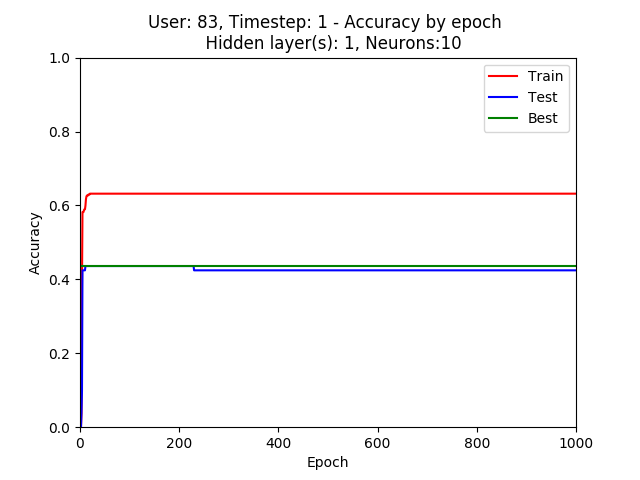 User: 83, Timestep: 1 - Accuracy by epoch
Hidden layer(s): 1, Neurons:10
Train
Test
Best
1.0
0.8
0.6
0.4
0.2
0.0
Accuracy
0 200 400 600 800 1000
Epoch